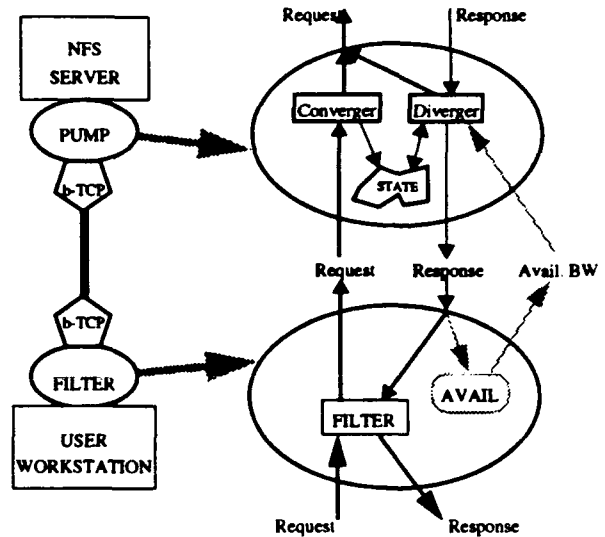 Request
Response
NFS
SERVER
PUMP
Converger
Diverger
b-TCP
STATE
Request
Response
Avail. BW
b-TCP
FILTER
AVAIL
FILTER
USER
WORKSTATION
Request
Response